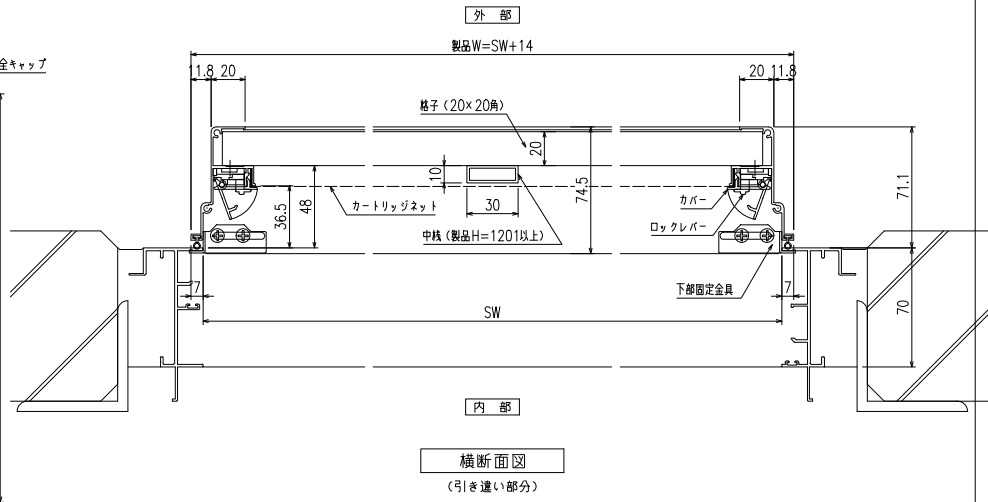 外 部
製品W=SW+14
全キャップ
11.8 20
20 11.8
格子(20×20角)
20
10
74.5
71.1
36.5
48
カートリッジネット
30
カバー
ロックレバー
中桟(製品H=1201以上)
下部固定金具
7
7
SW
70
内 部
横断面図
(引き違い部分)